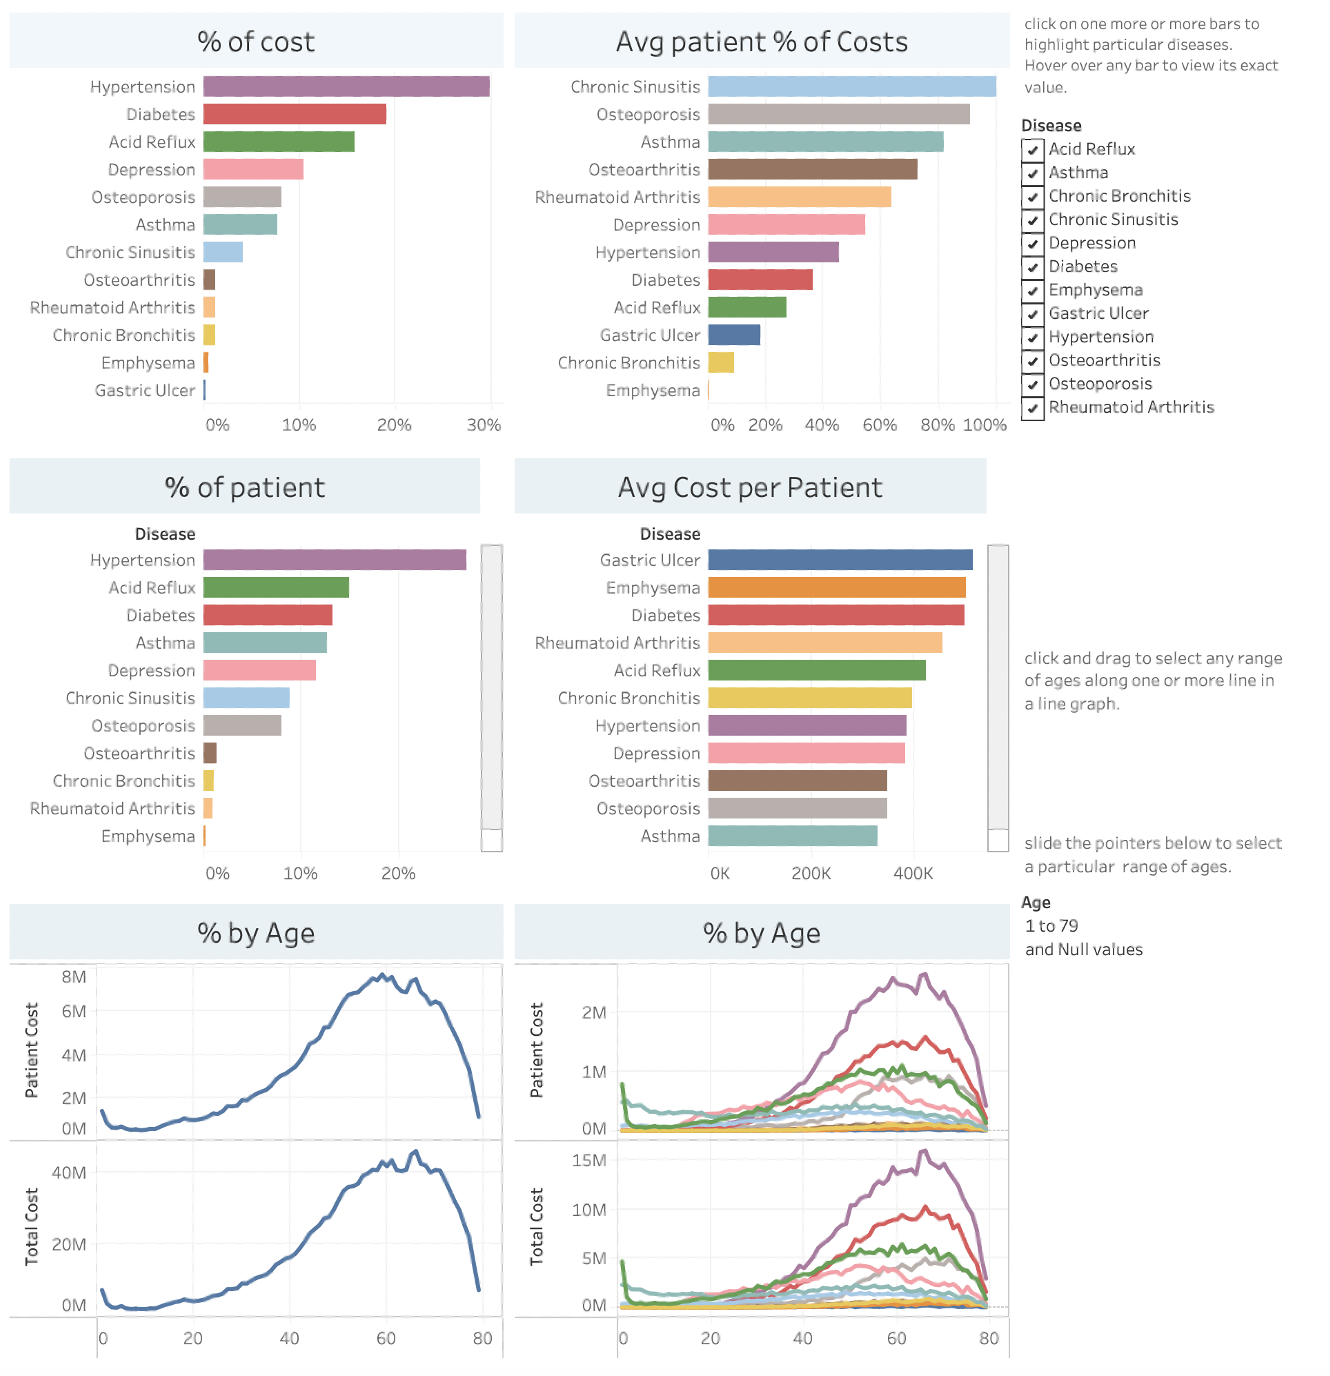 % of cost
Hypertension
Diabetes
Acid Reflux
Depression
Osteoporosis
Asthma
Chronic Sinusitis
Osteoarthritis
Rheumatoid Arthritis
Chronic Bronchitis
Emphysema
Gastric Ulcer
0% 10% 20% 30%
Avg patient % of Costs
Chronic Sinusitis
Osteoporosis
Asthma
Osteoarthritis
Rheumatoid Arthritis
Depression
Hypertension
Diabetes
Acid Reflux
Gastric Ulcer
Chronic Bronchitis
Emphysema
0% 20% 40% 60% 80% 100%
click on one more or more bars to
highlight particular diseases.
Hover over any bar to view its exact
value.
Disease
Acid Reflux
Asthma
Chronic Bronchitis
Chronic Sinusitis
Depression
Diabetes
Emphysema
Gastric Ulcer
Hypertension
Osteoarthritis
Osteoporosis
Rheumatoid Arthritis
% of patient
Disease
Hypertension
Acid Reflux
Diabetes
Asthma
Depression
Chronic Sinusitis
Osteoporosis
Osteoarthritis
Chronic Bronchitis
Rheumatoid Arthritis
Emphysema
0% 10% 20%
Avg Cost per Patient
Disease
Gastric Ulcer
Emphysema
Diabetes
Rheumatoid Arthritis
Acid Reflux
Chronic Bronchitis
Hypertension
Depression
Osteoarthritis
Osteoporosis
Asthma
0K 200K 400K
click and drag to select any range
of ages along one or more line in
a line graph.
slide the pointers below to select
a particular range of ages.
Age
1 to 79
and Null values
% by Age
Patient Cost
8M
6M
4M
2M
0M
Total Cost
40M
20M
0M
0 20 40 60 80
% by Age
Patient Cost
2M
1M
0M
Total Cost
15M
10M
5M
0M
0 20 40 60 80